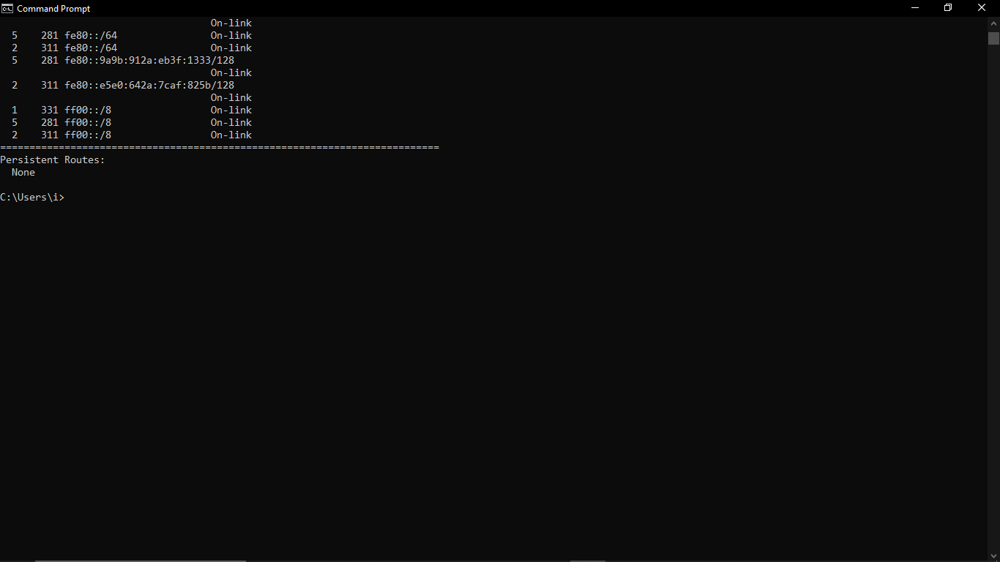 Command Prompt
On-link
5 281 fe80::/64 On-link
2 311 fe80::/64 On-link
5 281 fe80::9a9b:912a:eb3f:1333/128
On-link
2 311 fe80::e5e0:642a:7caf:825b/128
On-link
1 331 ff00::/8 On-link
5 281 ff00::/8 On-link
2 311 ff00::/8 On-link
===========================================================================
Persistent Routes:
None
C:\Users\i>